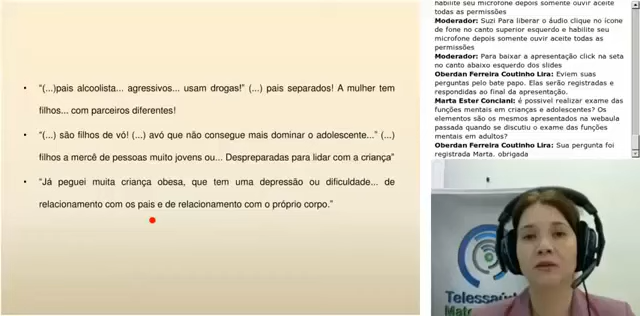 • “(...)pais alcoolista... agressivos... usam drogas!” (...) pais separados! A mulher tem
filhos... com parceiros diferentes!
• “(...) são filhos de vó! (...) avó que não consegue mais dominar o adolescente...” (...)
filhos a mercê de pessoas muito jovens ou... Despreparadas para lidar com a criança”
• “Já peguei muita criança obesa, que tem uma depressão ou dificuldade... de
relacionamento com os pais e de relacionamento com o próprio corpo.”
habilite seu microfone depois somente ouvir aceite
todas as permissões
Moderador: Suzi Para liberar o áudio clique no ícone
de fone no canto superior esquerdo e habilite seu
microfone depois somente ouvir aceite todas as
permissões
Moderador: Para baixar a apresentação click na seta
no canto abaixo esquerdo dos slides
Oberdan Ferreira Coutinho Lira: Eviem suas
perguntas pelo bate papo. Elas serão registradas e
respondidas ao final da apresentação.
Marta Ester Conciani: é possivel realizar exame das
funções mentais em crianças e adolescentes? Os
elementos são os mesmos apresentados na webaula
passada quando se discutiu o exame das funções
mentais em adultos?
Oberdan Ferreira Coutinho Lira: Sua pergunta foi
registrada Marta. obrigada
Telessaúde
Mato